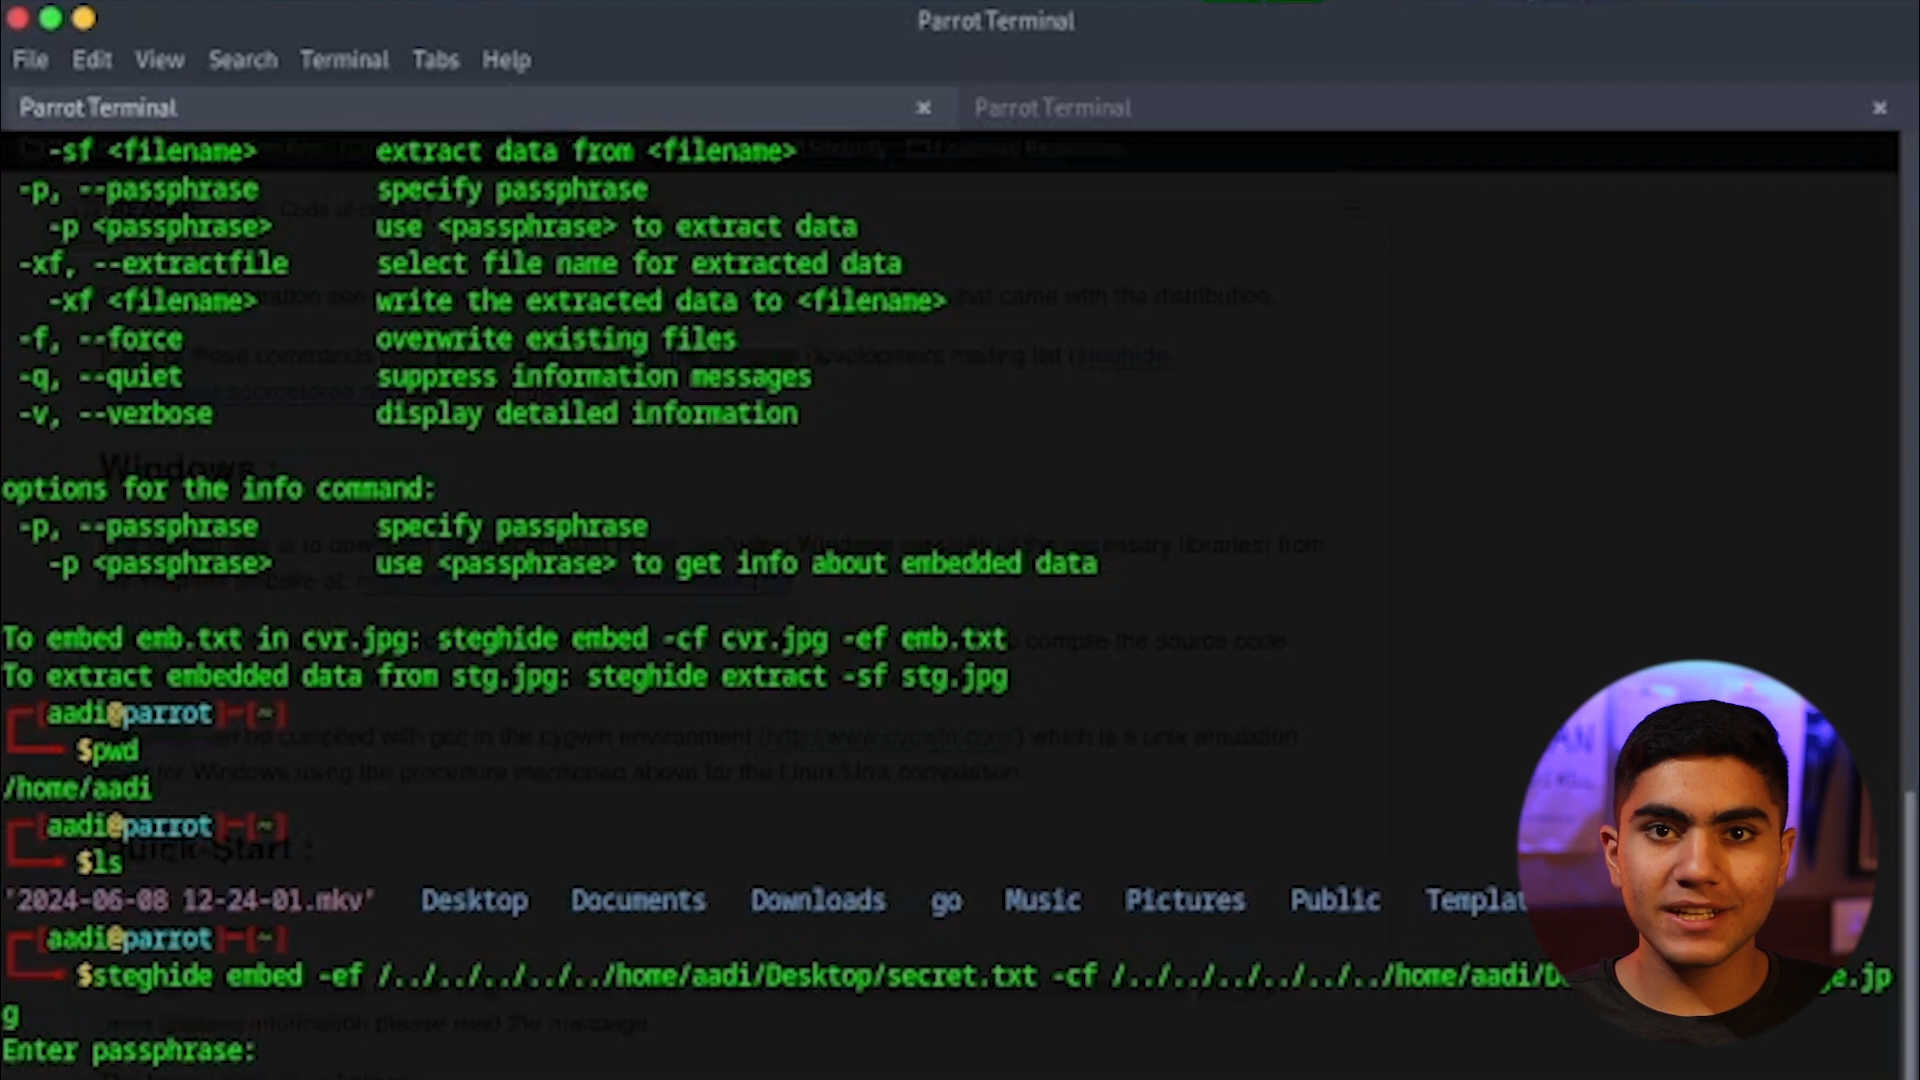 Parrot Terminal
File Edit View Search Terminal Tabs Help
Parrot Terminal × Parrot Terminal ×
-sf <filename> extract data from <filename>
-p, --passphrase specify passphrase
-p <passphrase> use <passphrase> to extract data
-xf, --extractfile select file name for extracted data
-xf <filename> write the extracted data to <filename>
-f, --force overwrite existing files
-q, --quiet suppress information messages
-v, --verbose display detailed information
Windows :
options for the info command:
-p, --passphrase specify passphrase
-p <passphrase> use <passphrase> to get info about embedded data
To embed emb.txt in cvr.jpg: steghide embed -cf cvr.jpg -ef emb.txt
To extract embedded data from stg.jpg: steghide extract -sf stg.jpg
[aadi@parrot]-[~]
$pwd
/home/aadi
[aadi@parrot]-[~]
$ls
'2024-06-08 12-24-01.mkv' Desktop Documents Downloads go Music Pictures Public Templat
[aadi@parrot]-[~]
$steghide embed -ef /../../../../../home/aadi/Desktop/secret.txt -cf /../../../../../../home/aadi/D e.jp
g
Enter passphrase: